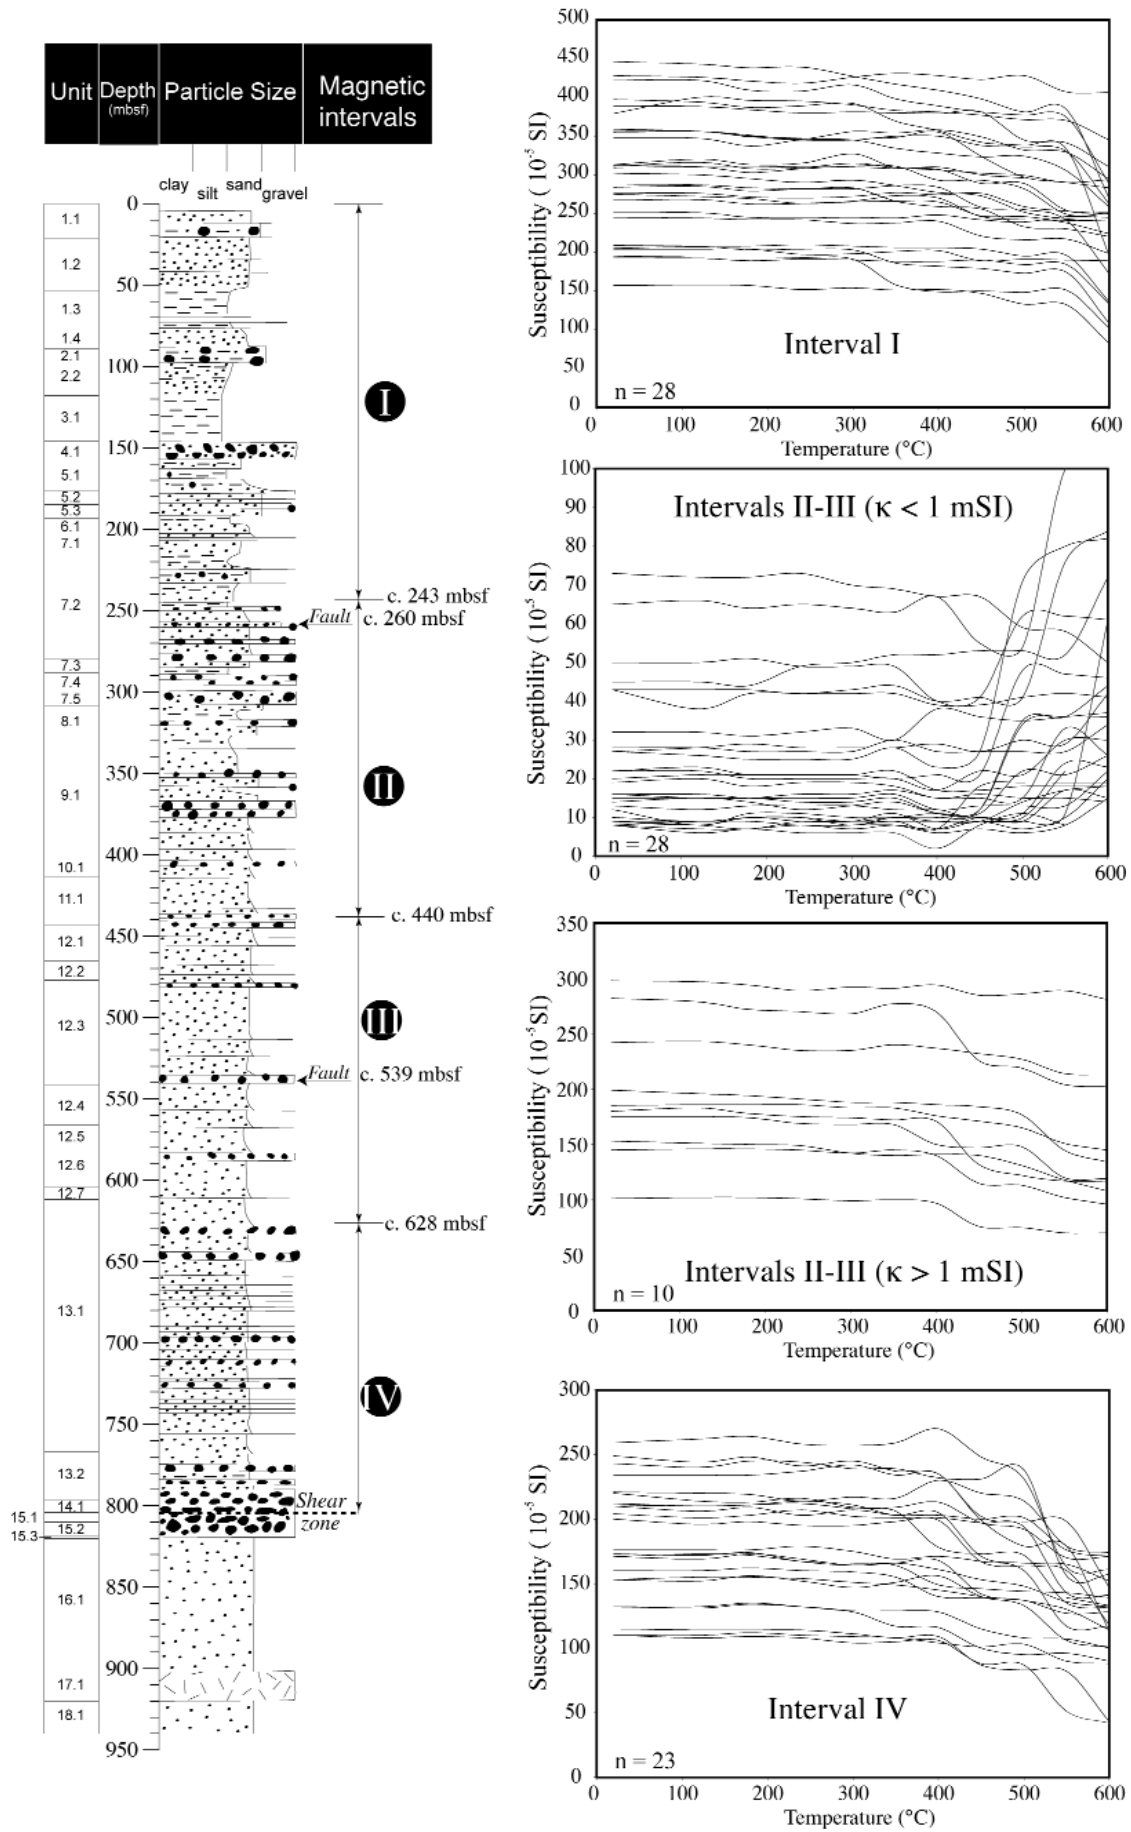 Unit Depth Particle Size Magnetic
(mbsf) intervals
clay silt sand gravel
0
50
100
150
200
250
300
350
400
450
500
550
600
650
700
750
800
850
900
950
1.1
1.2
1.3
1.4
2.1
2.2
3.1
4.1
5.1
5.2
5.3
6.1
7.1
7.2
7.3
7.4
7.5
8.1
9.1
10.1
11.1
12.1
12.2
12.3
12.4
12.5
12.6
12.7
13.1
13.2
14.1
15.1
15.2
15.3
16.1
17.1
18.1
I
c. 243 mbsf
Fault c. 260 mbsf
II
c. 440 mbsf
III
Fault c. 539 mbsf
c. 628 mbsf
IV
Shear
zone
500
450
400
350
300
250
200
150
100
50
0
Susceptibility ( 10⁻⁵ SI)
Interval I
n = 28
0 100 200 300 400 500 600
Temperature (°C)
100
90
80
70
60
50
40
30
20
10
0
Susceptibility ( 10⁻⁵ SI)
Intervals II-III (κ < 1 mSI)
n = 28
0 100 200 300 400 500 600
Temperature (°C)
350
300
250
200
150
100
50
0
Susceptibility (10⁻⁵ SI)
Intervals II-III (κ > 1 mSI)
n = 10
0 100 200 300 400 500 600
Temperature (°C)
300
250
200
150
100
50
0
Susceptibility ( 10⁻⁵ SI)
Interval IV
n = 23
0 100 200 300 400 500 600
Temperature (°C)